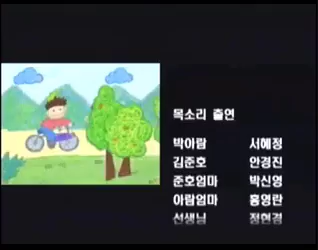 목소리 출연
박아람 서혜정
김준호 안경진
준호엄마 박신영
아람엄마 홍영란
선생님 정현경